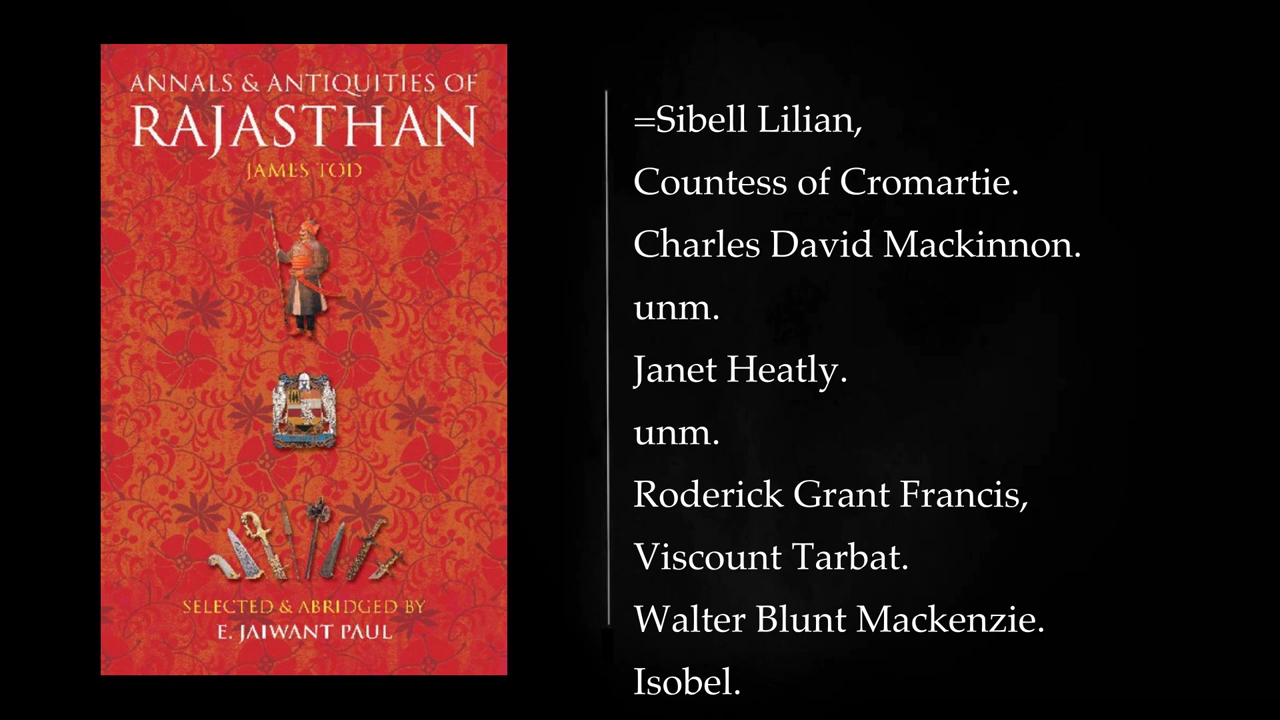 ANNALS & ANTIQUITIES OF
RAJASTHAN
JAMES TOD
SELECTED & ABRIDGED BY
E. JAIWANT PAUL
=Sibell Lilian,
Countess of Cromartie.
Charles David Mackinnon.
unm.
Janet Heatly.
unm.
Roderick Grant Francis,
Viscount Tarbat.
Walter Blunt Mackenzie.
Isobel.